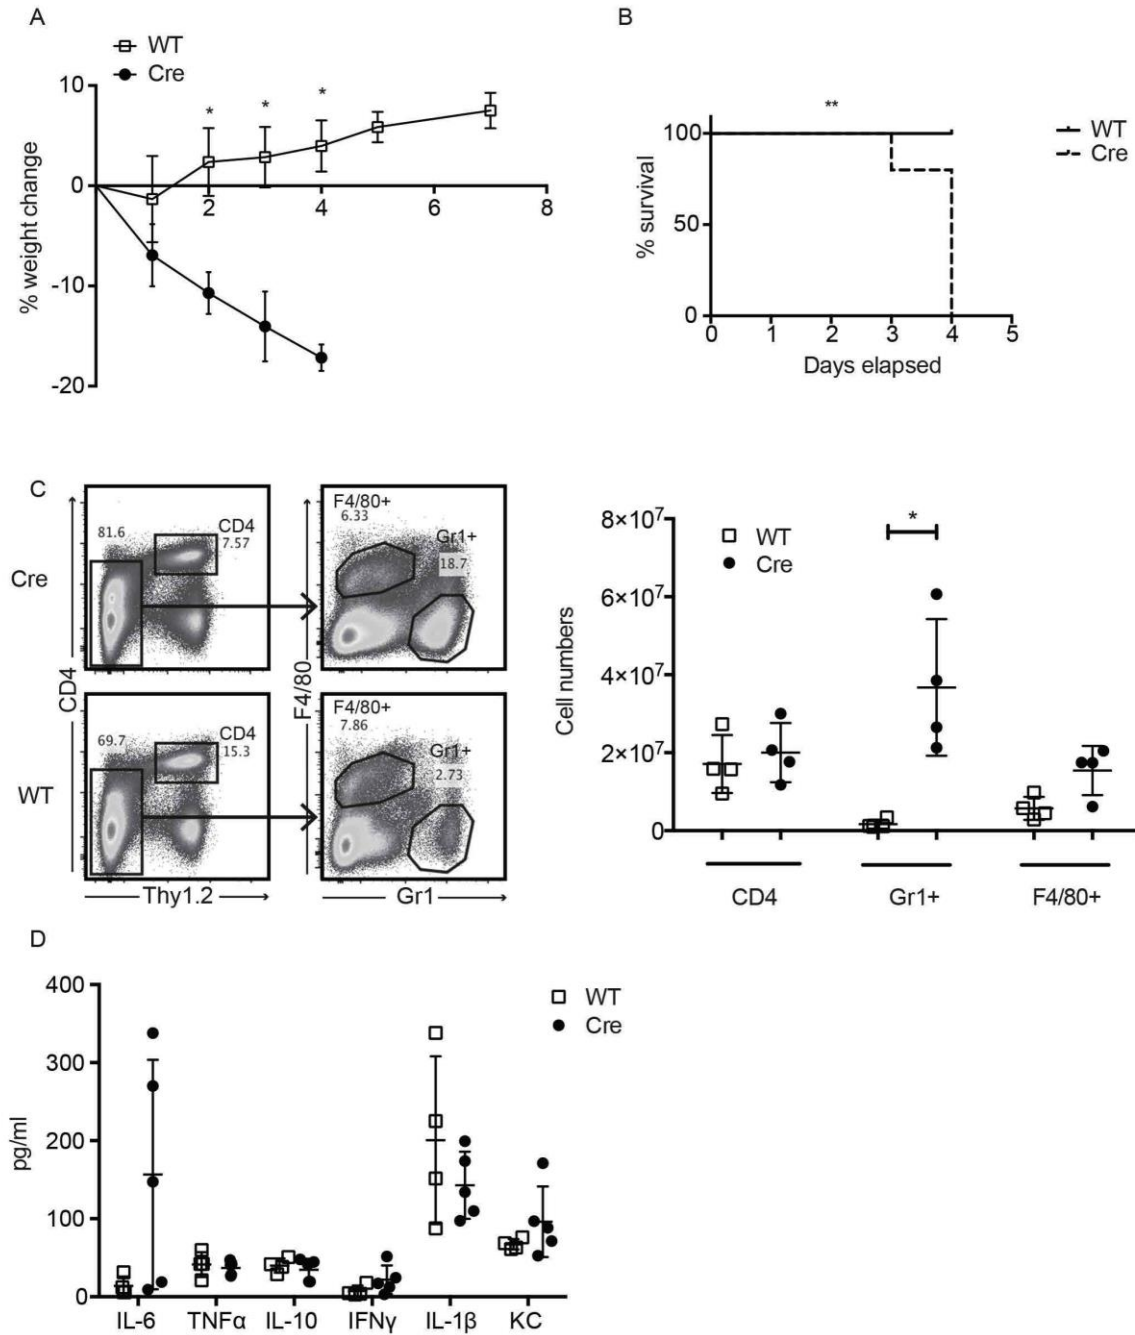 A
WT
Cre
10
0
-10
-20
2
4
6
8
% weight change
*
*
*
B
**
WT
Cre
100
50
0
% survival
0
1
2
3
4
5
Days elapsed
C
Cre
81.6
CD4
7.57
F4/80+
6.33
Gr1+
18.7
WT
69.7
CD4
15.3
F4/80+
7.86
Gr1+
2.73
CD4
F4/80
Thy1.2
Gr1
8×10⁷
6×10⁷
4×10⁷
2×10⁷
0
Cell numbers
WT
Cre
*
CD4
Gr1+
F4/80+
D
400
300
200
100
0
pg/ml
WT
Cre
IL-6
TNFα
IL-10
IFNγ
IL-1β
KC